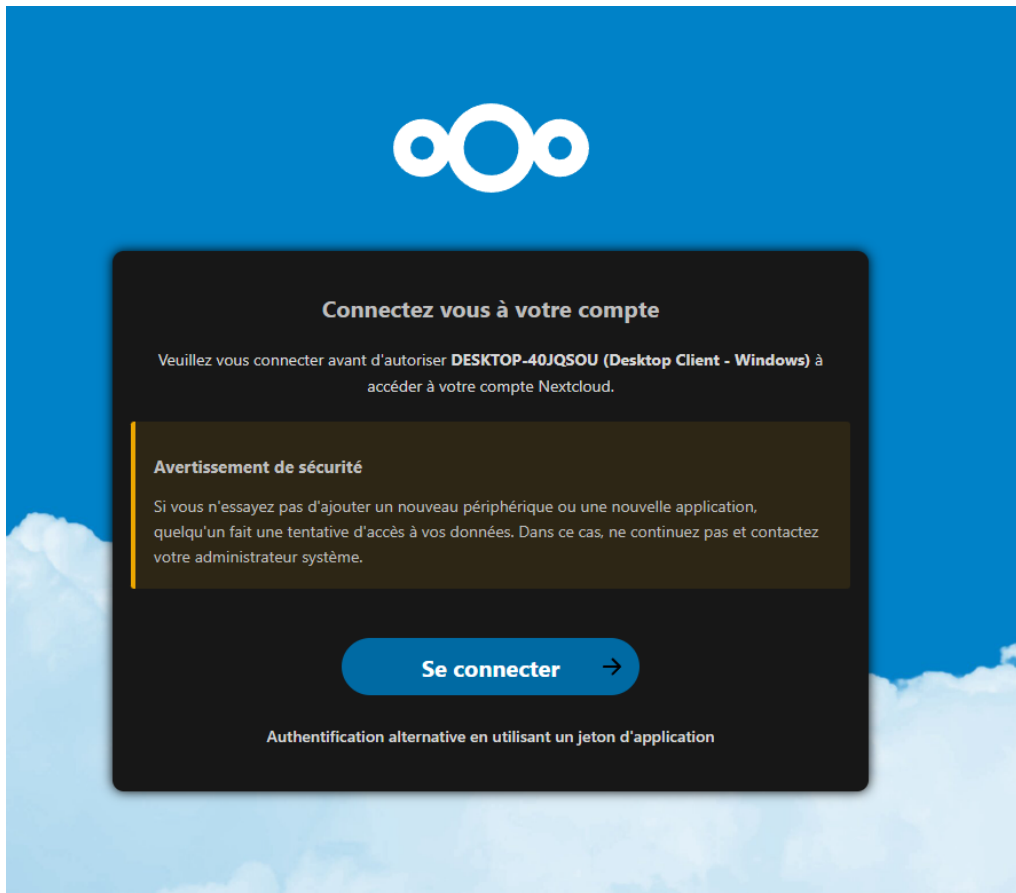 Connectez vous à votre compte
Veuillez vous connecter avant d'autoriser DESKTOP-40JQSOU (Desktop Client - Windows) à
accéder à votre compte Nextcloud.
Avertissement de sécurité
Si vous n'essayez pas d'ajouter un nouveau périphérique ou une nouvelle application,
quelqu'un fait une tentative d'accès à vos données. Dans ce cas, ne continuez pas et contactez
votre administrateur système.
Se connecter
Authentification alternative en utilisant un jeton d'application